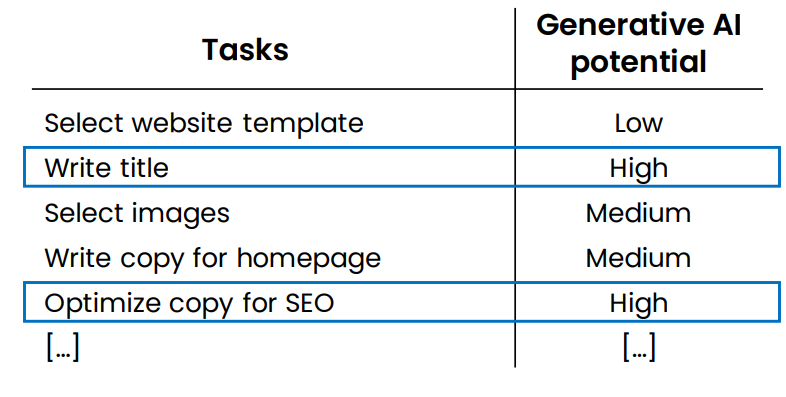 Tasks
Generative AI
potential
Select website template Low
Write title High
Select images Medium
Write copy for homepage Medium
Optimize copy for SEO High
[...] [...]